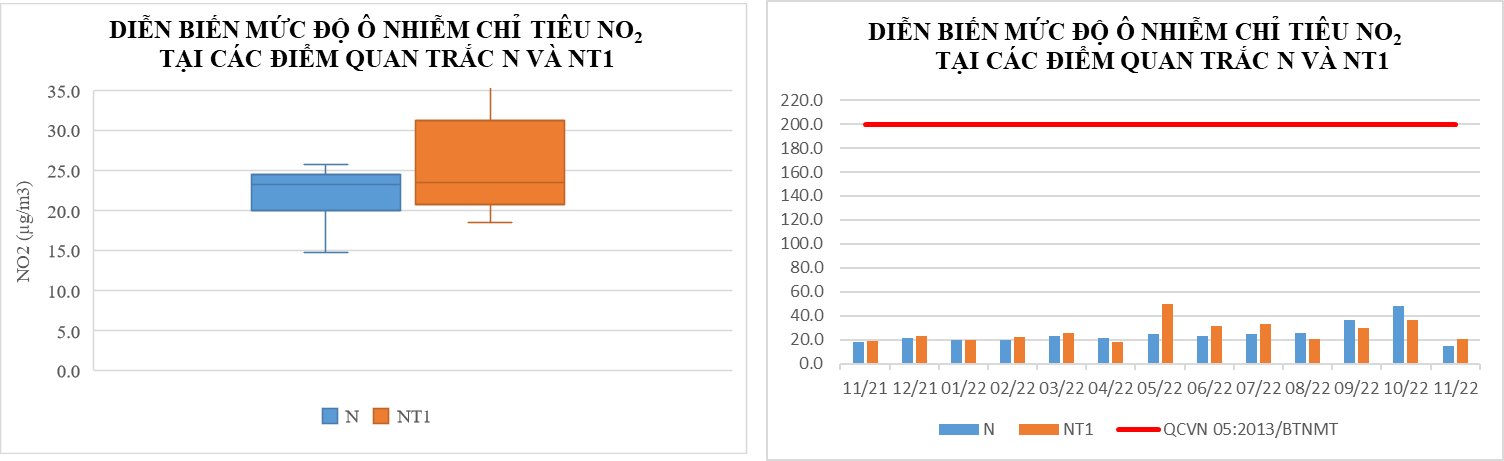 DIỄN BIẾN MỨC ĐỘ Ô NHIỄM CHỈ TIÊU NO₂
TẠI CÁC ĐIỂM QUAN TRẮC N VÀ NT1
35.0
30.0
25.0
20.0
15.0
10.0
5.0
0.0
NO2 (µg/m3)
N NT1
DIỄN BIẾN MỨC ĐỘ Ô NHIỄM CHỈ TIÊU NO₂
TẠI CÁC ĐIỂM QUAN TRẮC N VÀ NT1
220.0
200.0
180.0
160.0
140.0
120.0
100.0
80.0
60.0
40.0
20.0
0.0
11/21 12/21 01/22 02/22 03/22 04/22 05/22 06/22 07/22 08/22 09/22 10/22 11/22
N NT1 QCVN 05:2013/BTNMT